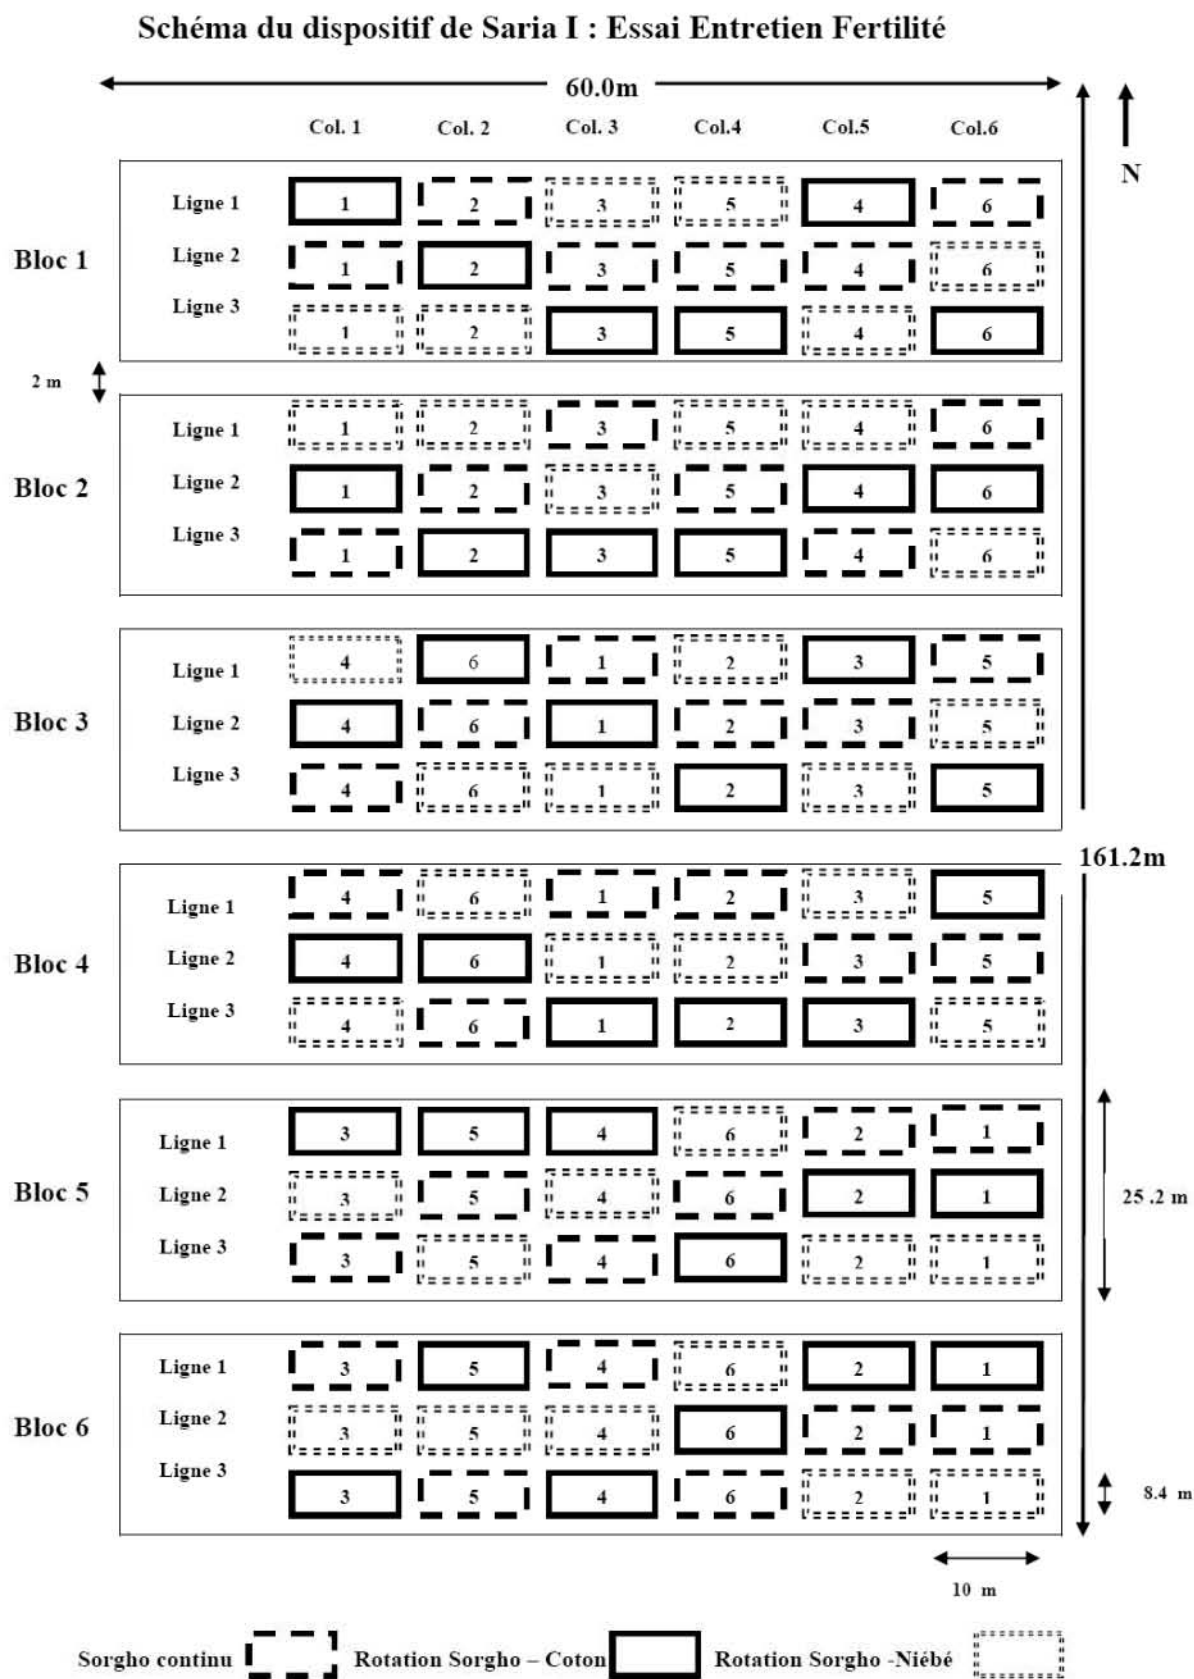 Schéma du dispositif de Saria I : Essai Entretien Fertilité
60.0m
Col. 1 Col. 2 Col. 3 Col.4 Col.5 Col.6
N
Bloc 1
Ligne 1 1 2 3 5 4 6
Ligne 2 1 2 3 5 4 6
Ligne 3 1 2 3 5 4 6
2 m
Bloc 2
Ligne 1 1 2 3 5 4 6
Ligne 2 1 2 3 5 4 6
Ligne 3 1 2 3 5 4 6
Bloc 3
Ligne 1 4 6 1 2 3 5
Ligne 2 4 6 1 2 3 5
Ligne 3 4 6 1 2 3 5
161.2m
Bloc 4
Ligne 1 4 6 1 2 3 5
Ligne 2 4 6 1 2 3 5
Ligne 3 4 6 1 2 3 5
Bloc 5
Ligne 1 3 5 4 6 2 1
Ligne 2 3 5 4 6 2 1
Ligne 3 3 5 4 6 2 1
25 .2 m
Bloc 6
Ligne 1 3 5 4 6 2 1
Ligne 2 3 5 4 6 2 1
Ligne 3 3 5 4 6 2 1
8.4 m
10 m
Sorgho continu Rotation Sorgho – Coton Rotation Sorgho -Niébé